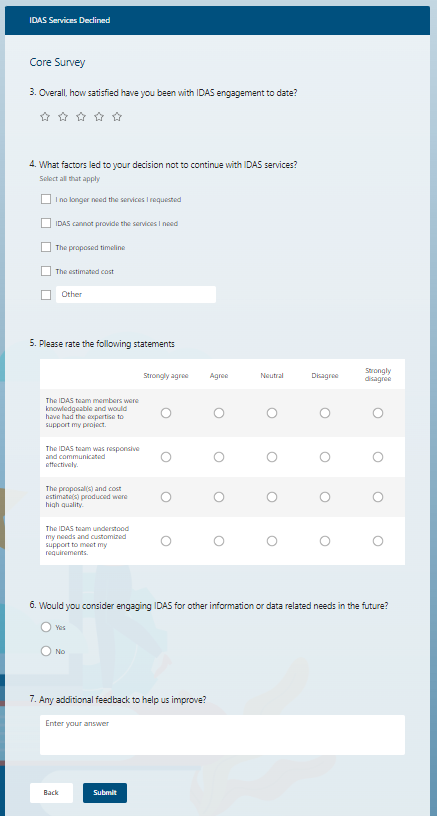 IDAS Services Declined
Core Survey
3. Overall, how satisfied have you been with IDAS engagement to date?
4. What factors led to your decision not to continue with IDAS services?
Select all that apply
I no longer need the services I requested
IDAS cannot provide the services I need
The proposed timeline
The estimated cost
Other
5. Please rate the following statements
Strongly agree Agree Neutral Disagree Strongly
disagree
The IDAS team members were
knowledgeable and would
have had the expertise to
support my project.
The IDAS team was responsive
and communicated
effectively.
The proposal(s) and cost
estimate(s) produced were
high quality.
The IDAS team understood
my needs and customized
support to meet my
requirements.
6. Would you consider engaging IDAS for other information or data related needs in the future?
Yes
No
7. Any additional feedback to help us improve?
Enter your answer
Back Submit